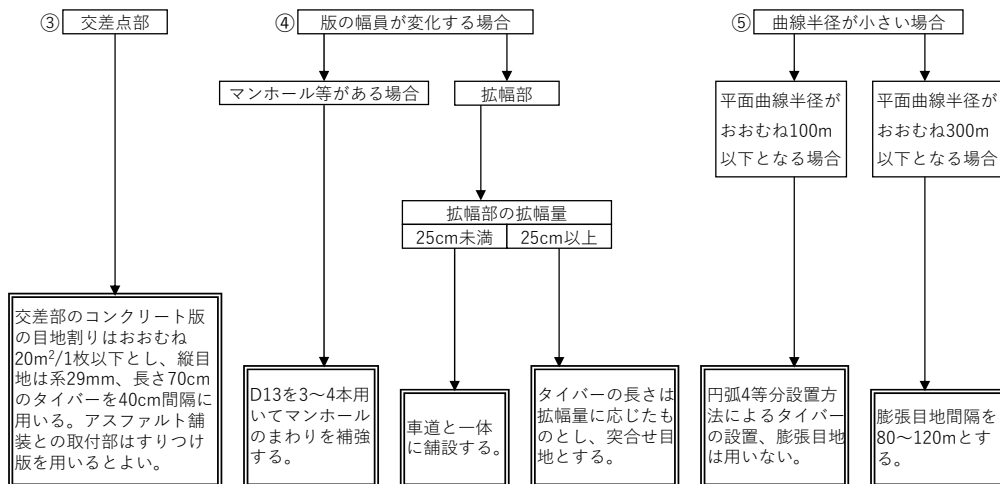 ③ 交差点部
交差部のコンクリート版
の目地割りはおおむね
20m²/1枚以下とし、縦目
地は系29mm、長さ70cm
のタイバーを40cm間隔に
用いる。アスファルト舗
装との取付部はすりつけ
版を用いるとよい。
④ 版の幅員が変化する場合
マンホール等がある場合
D13を3～4本用
いてマンホール
のまわりを補強
する。
拡幅部
拡幅部の拡幅量
25cm未満
25cm以上
車道と一体
に舗設する。
タイバーの長さは
拡幅量に応じたも
のとし、突合せ目
地とする。
⑤ 曲線半径が小さい場合
平面曲線半径が
おおむね100m
以下となる場合
円弧4等分設置方
法によるタイバー
の設置、膨張目地
は用いない。
平面曲線半径が
おおむね300m
以下となる場合
膨張目地間隔を
80～120mとす
る。